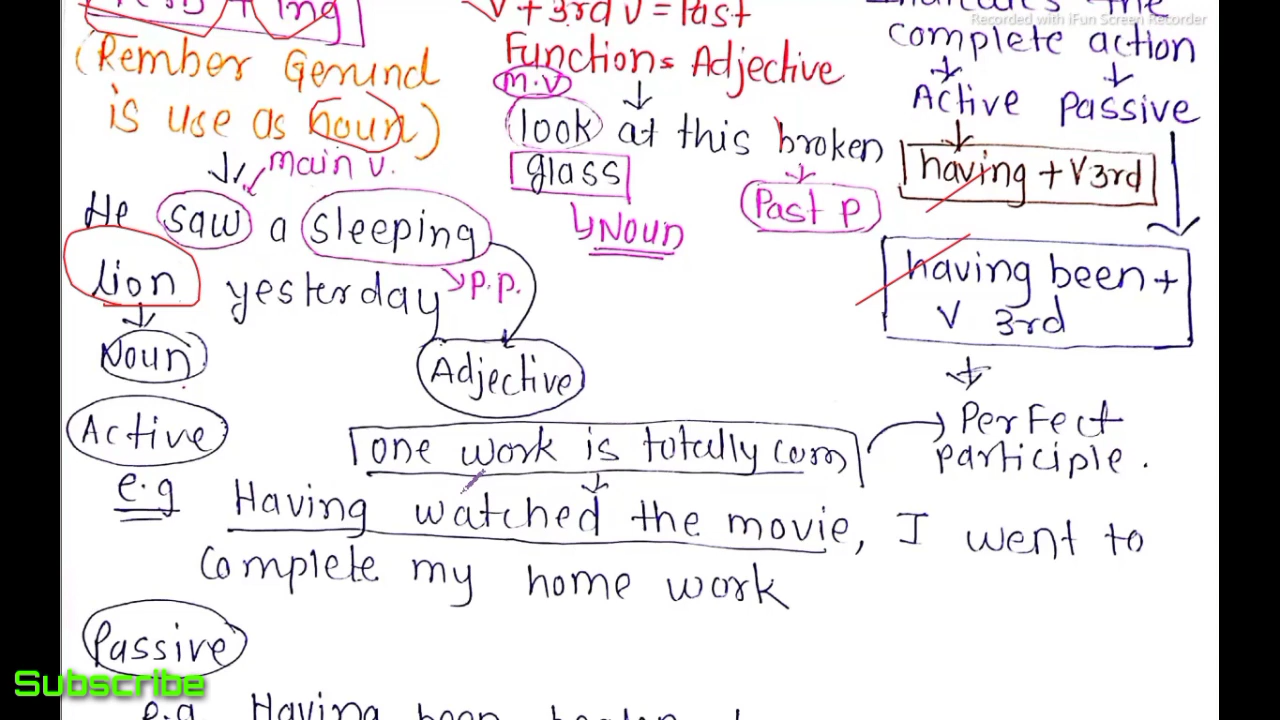 + ing
V + 3rd V = Past
Functions Adjective
(Rember Gerund
is use as noun)
main v.
He saw a sleeping
lion yesterday
p.p.
Noun
Adjective
m.v
look at this broken
glass
Past p
Noun
the
complete action
Active Passive
having + V 3rd
having been +
V 3rd
Perfect
participle.
Active
one work is totally com
e.g Having watched the movie, I went to
complete my home work
Passive
e.g. Having been
Recorded with iFun Screen Recorder
Subscribe